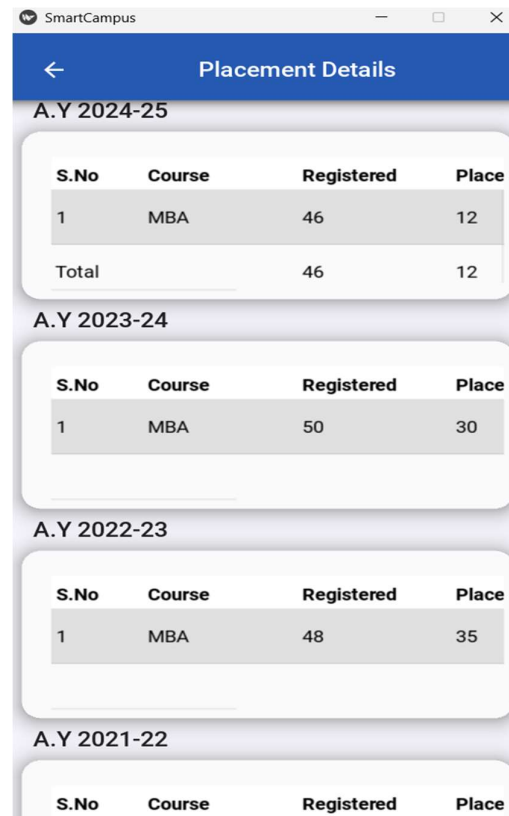 SmartCampus
Placement Details
A.Y 2024-25
S.No Course Registered Place
1 MBA 46 12
Total 46 12
A.Y 2023-24
S.No Course Registered Place
1 MBA 50 30
A.Y 2022-23
S.No Course Registered Place
1 MBA 48 35
A.Y 2021-22
S.No Course Registered Place